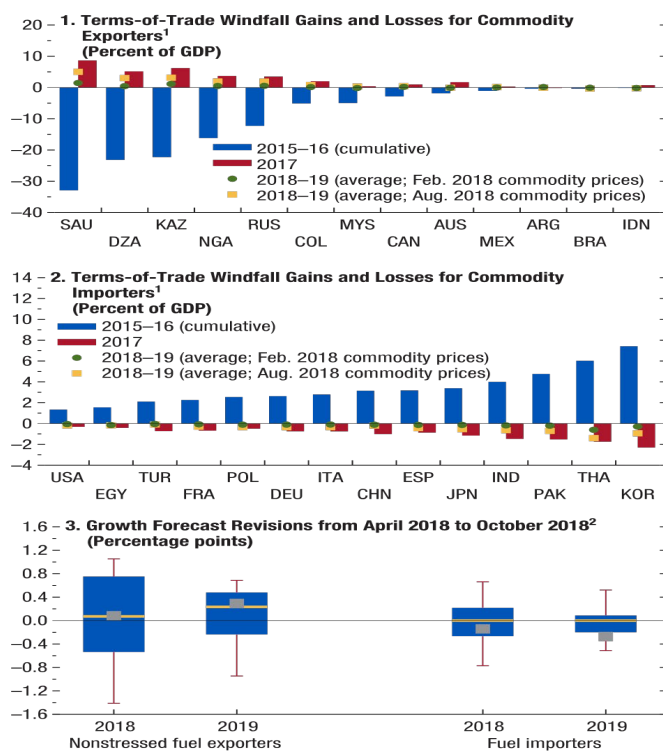 1. Terms-of-Trade Windfall Gains and Losses for Commodity
Exporters¹
(Percent of GDP)
20
10
0
–10
–20
–30
–40
2015–16 (cumulative)
2017
2018–19 (average; Feb. 2018 commodity prices)
2018–19 (average; Aug. 2018 commodity prices)
SAU KAZ RUS MYS AUS ARG IDN
DZA NGA COL CAN MEX BRA
2. Terms-of-Trade Windfall Gains and Losses for Commodity
Importers¹
(Percent of GDP)
14
12
10
8
6
4
2
0
–2
–4
2015–16 (cumulative)
2017
2018–19 (average; Feb. 2018 commodity prices)
2018–19 (average; Aug. 2018 commodity prices)
USA TUR POL ITA ESP IND THA
EGY FRA DEU CHN JPN PAK KOR
3. Growth Forecast Revisions from April 2018 to October 2018²
(Percentage points)
1.6
1.2
0.8
0.4
0.0
–0.4
–0.8
–1.2
–1.6
2018 2019 2018 2019
Nonstressed fuel exporters Fuel importers